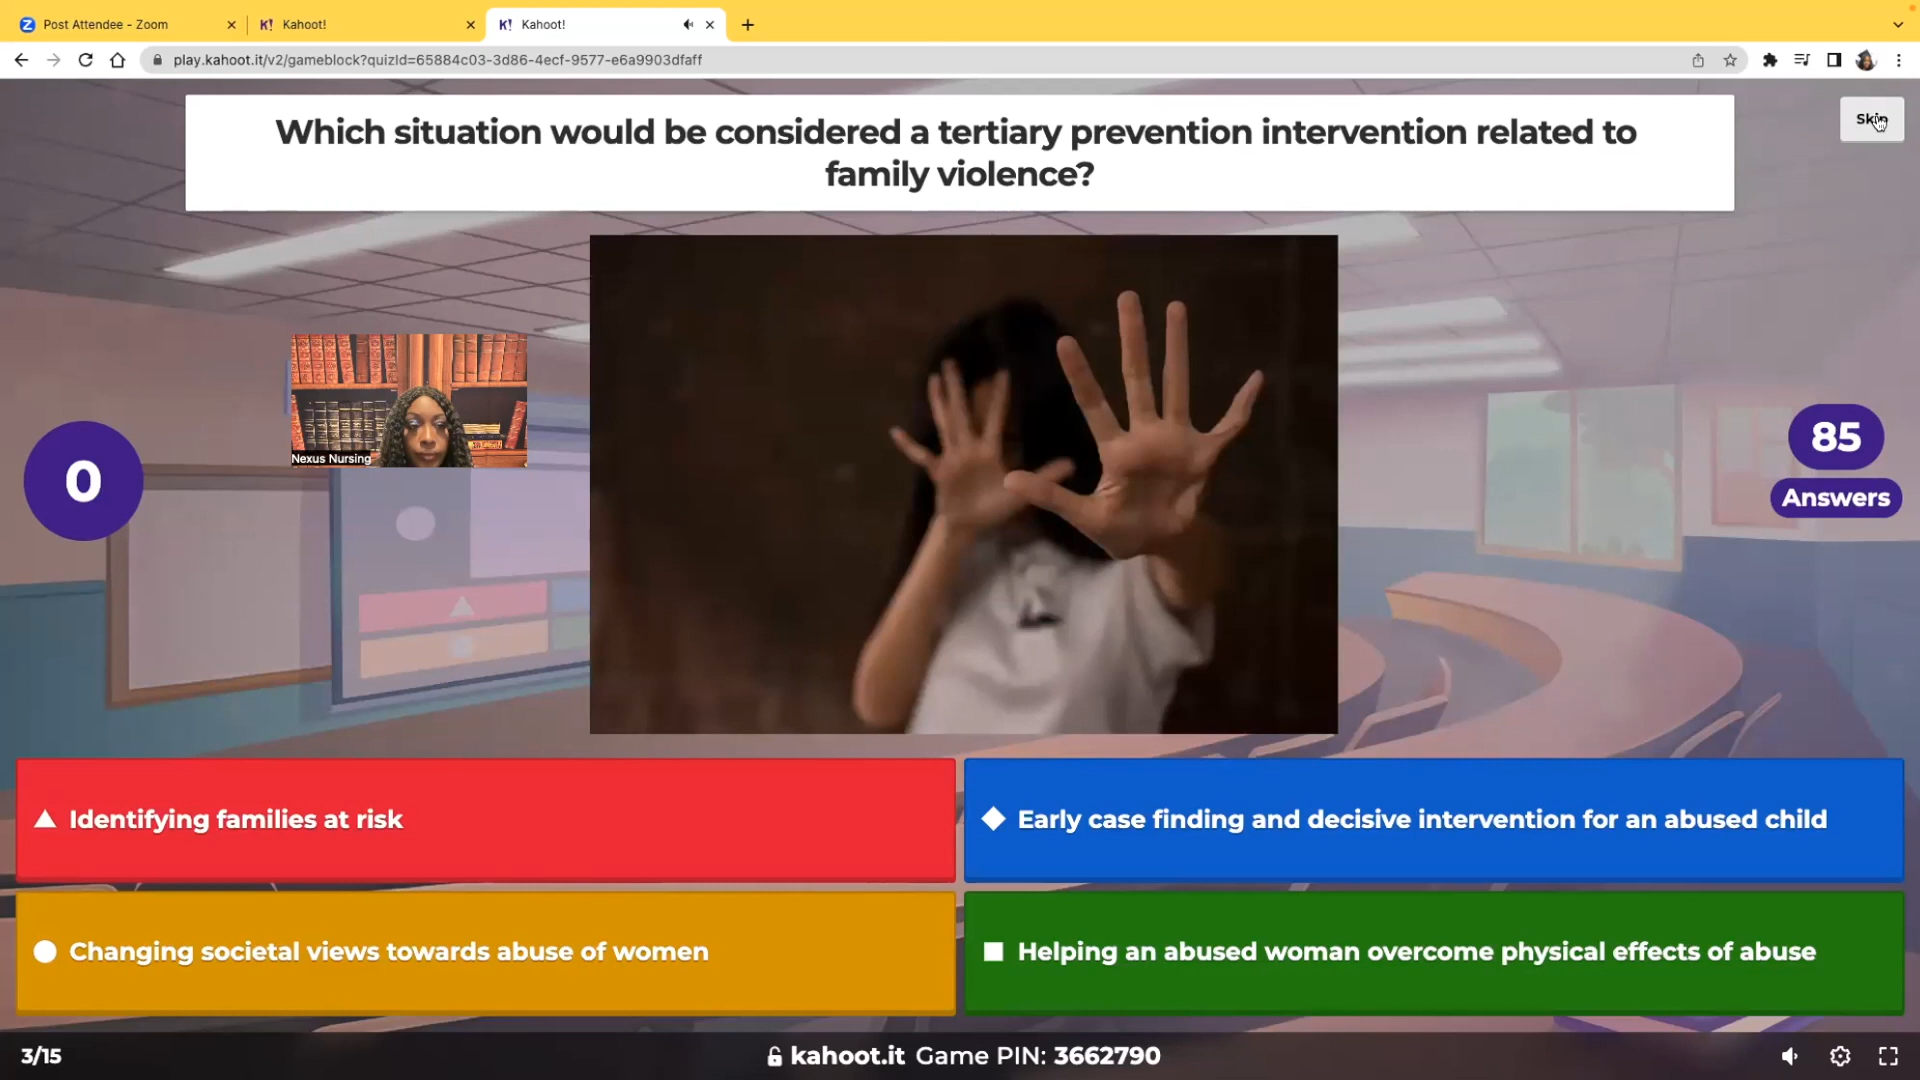 Post Attendee - Zoom
Kahoot!
Kahoot!
play.kahoot.it/v2/gameblock?quizId=65884c03-3d86-4ecf-9577-e6a9903dfaff
Which situation would be considered a tertiary prevention intervention related to
family violence?
Nexus Nursing
0
85
Answers
Identifying families at risk
Early case finding and decisive intervention for an abused child
Changing societal views towards abuse of women
Helping an abused woman overcome physical effects of abuse
3/15
kahoot.it Game PIN: 3662790